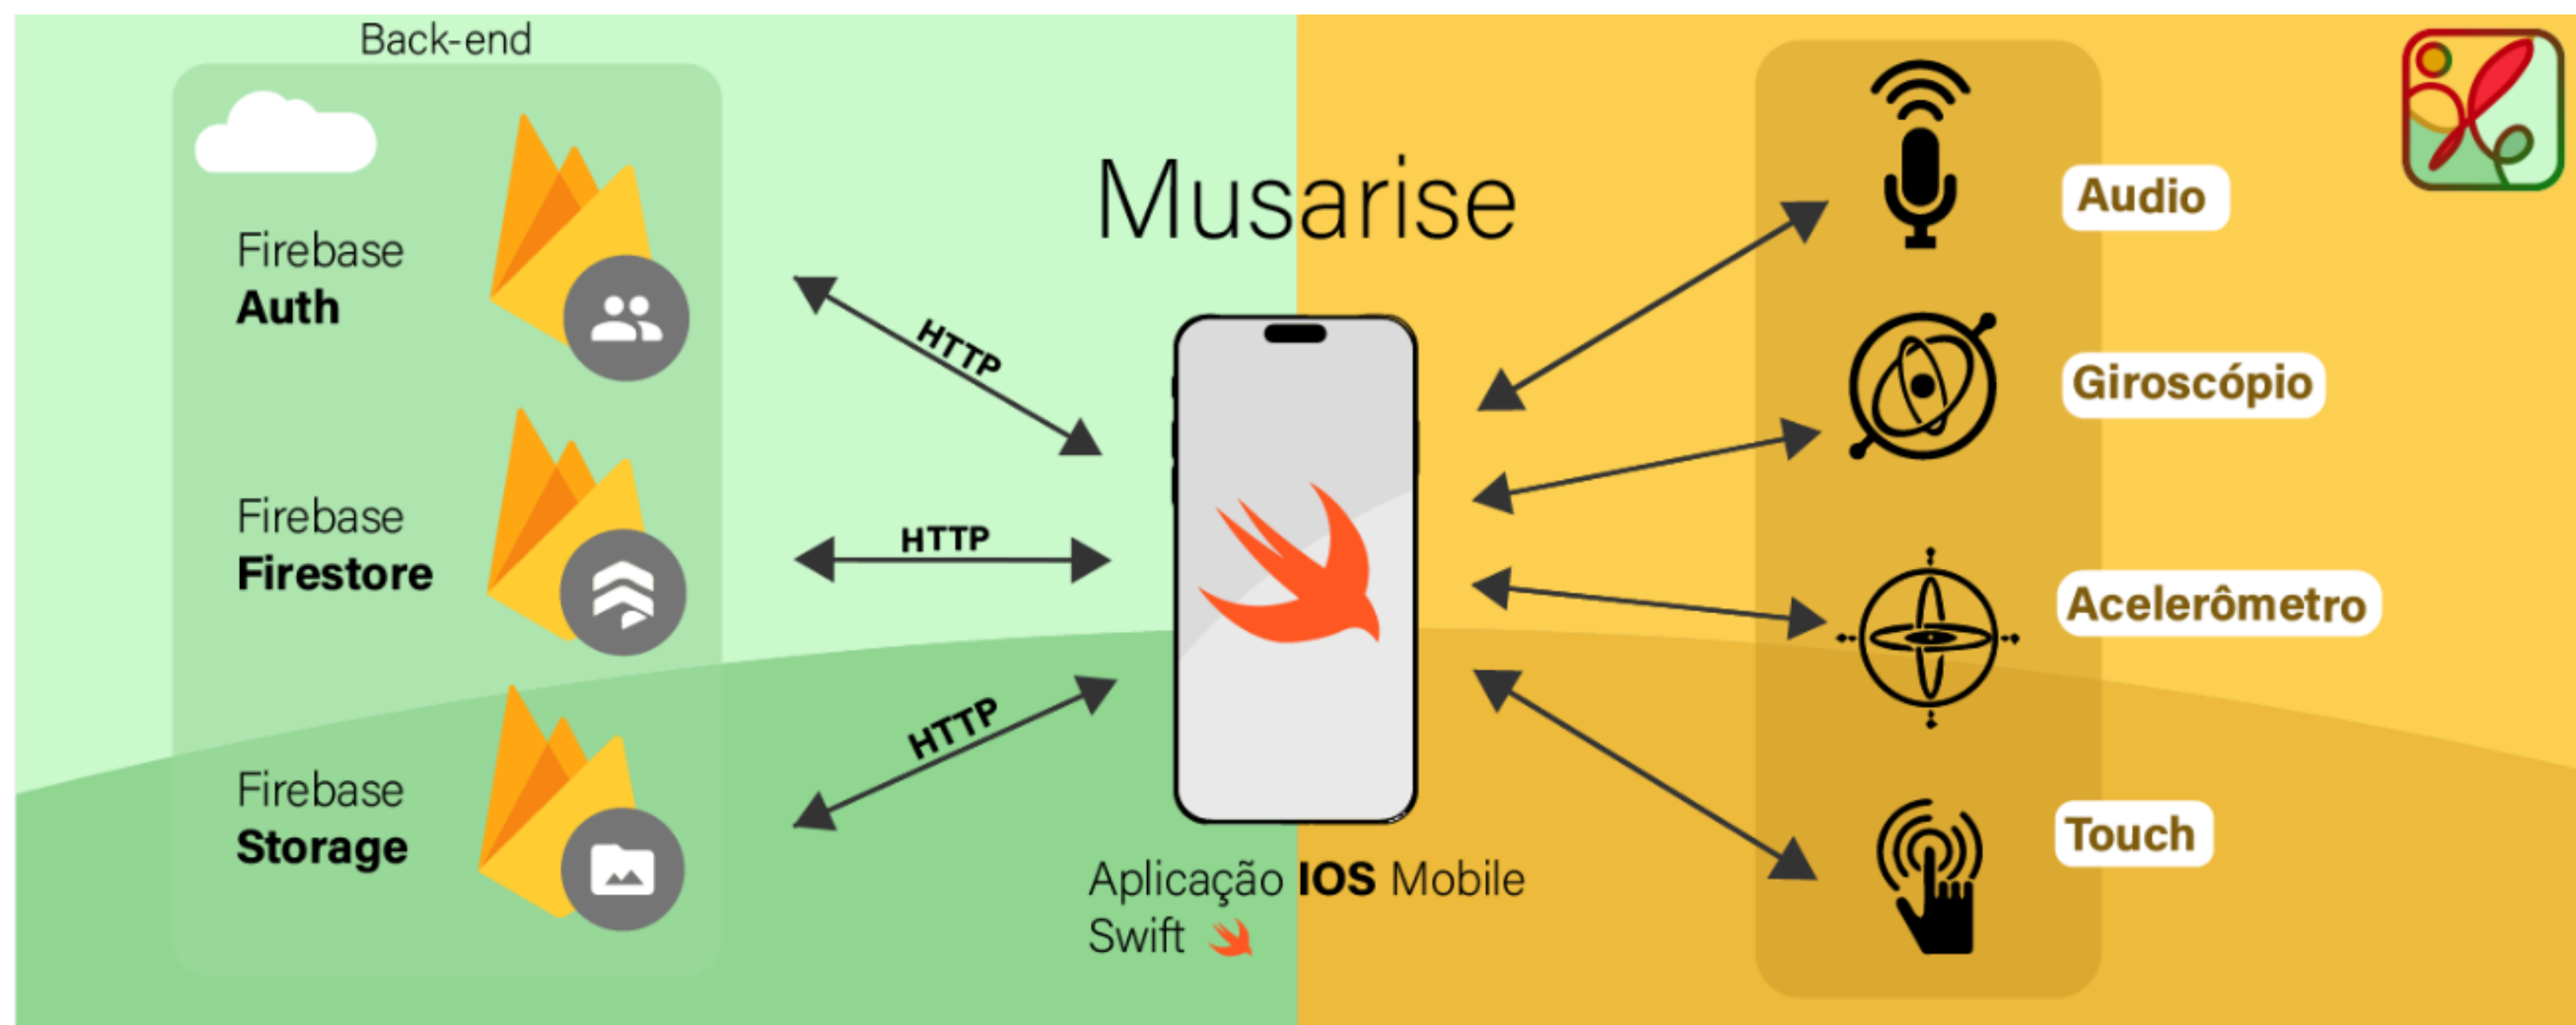 Back-end
Firebase
Auth
Firebase
Firestore
Firebase
Storage
HTTP
HTTP
HTTP
Musarise
Aplicação IOS Mobile
Swift
Audio
Giroscópio
Acelerômetro
Touch